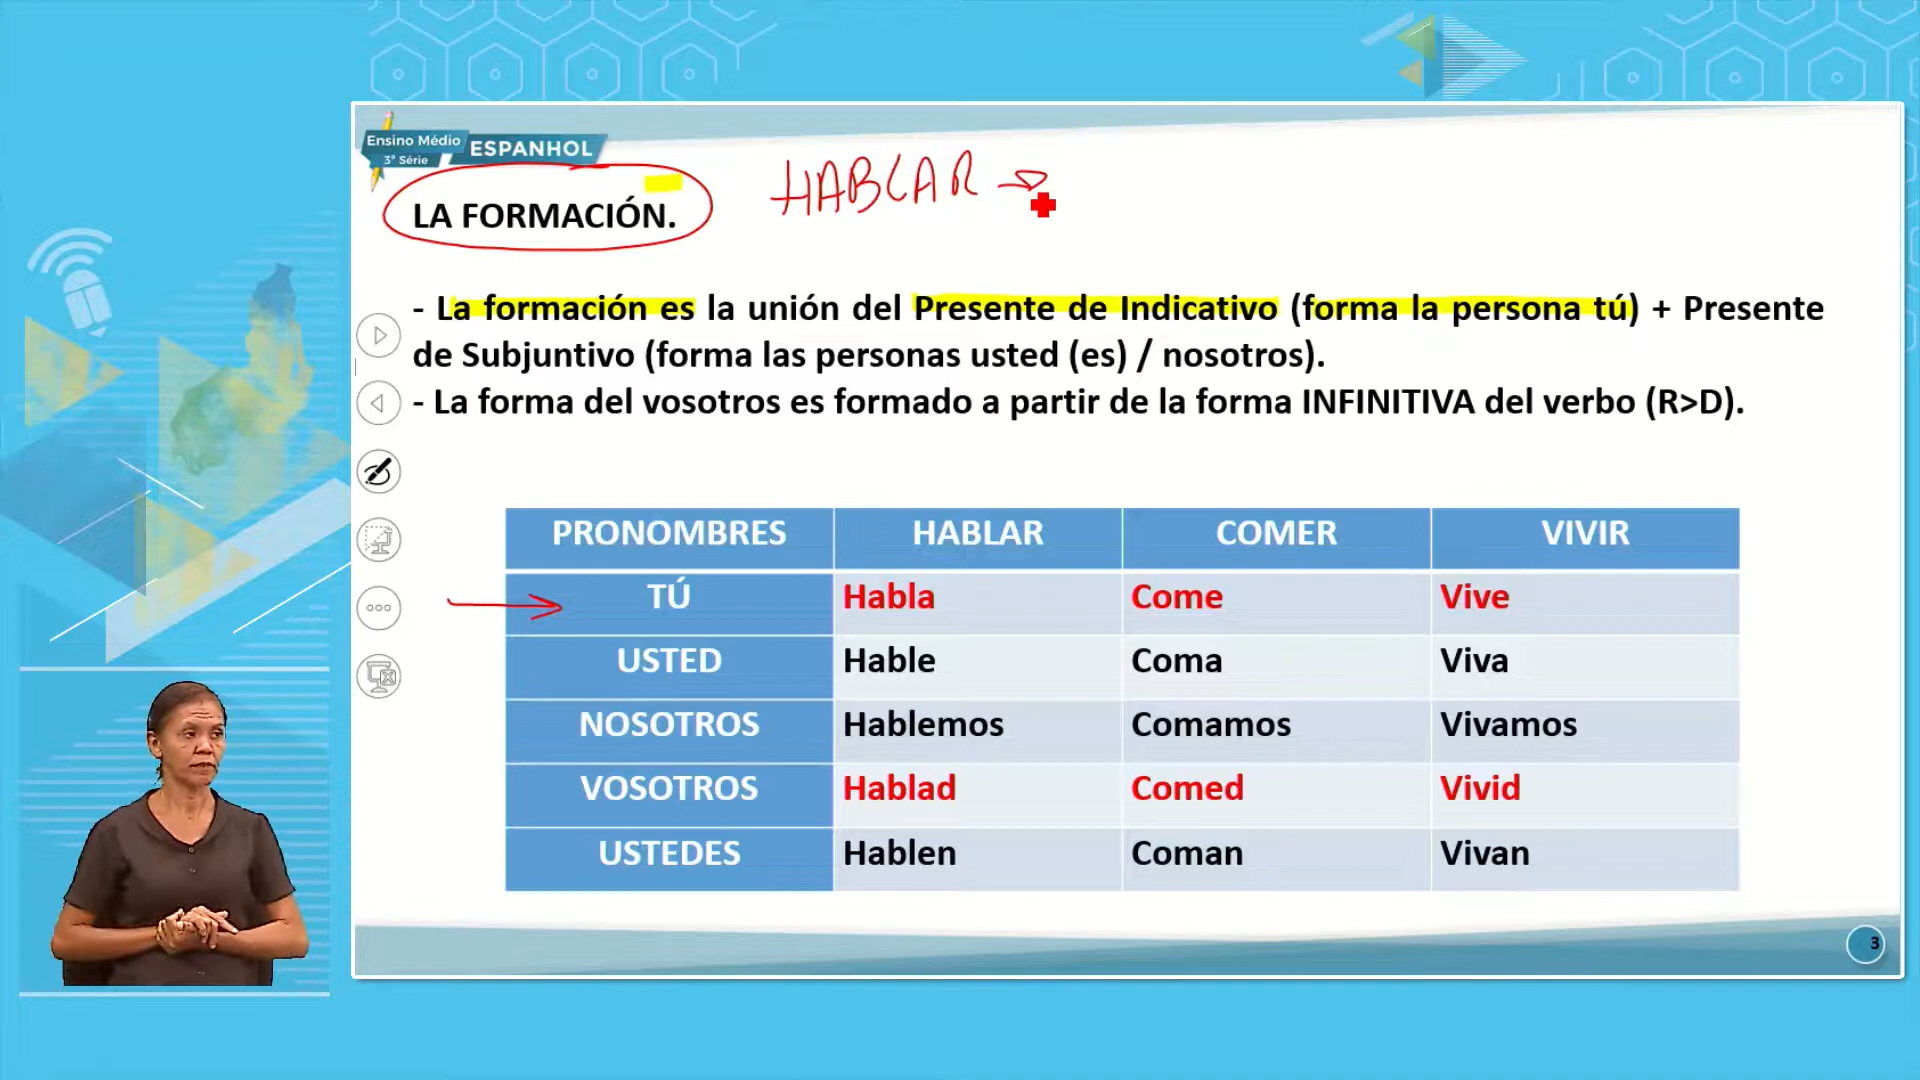 Ensino Médio
3ª Série
ESPANHOL
HABLAR
LA FORMACIÓN.
- La formación es la unión del Presente de Indicativo (forma la persona tú) + Presente
de Subjuntivo (forma las personas usted (es) / nosotros).
- La forma del vosotros es formado a partir de la forma INFINITIVA del verbo (R>D).
PRONOMBRES HABLAR COMER VIVIR
TÚ Habla Come Vive
USTED Hable Coma Viva
NOSOTROS Hablemos Comamos Vivamos
VOSOTROS Hablad Comed Vivid
USTEDES Hablen Coman Vivan
3